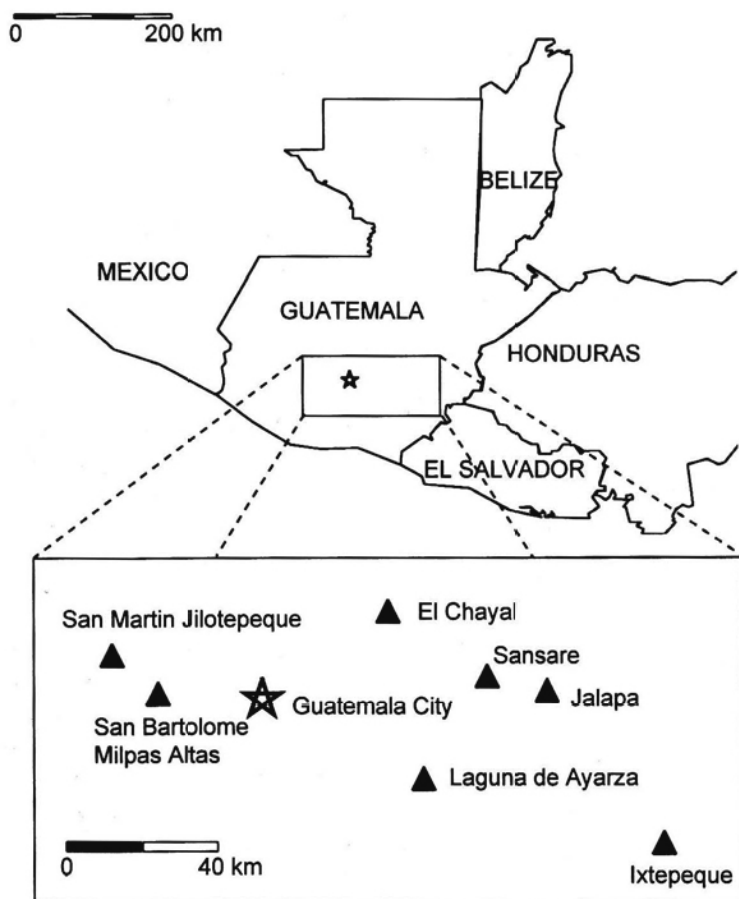 0 200 km
BELIZE
MEXICO
GUATEMALA
HONDURAS
EL SALVADOR
San Martin Jilotepeque
El Chayal
Sansare
Guatemala City
Jalapa
San Bartolome
Milpas Altas
Laguna de Ayarza
0 40 km
Ixtepeque